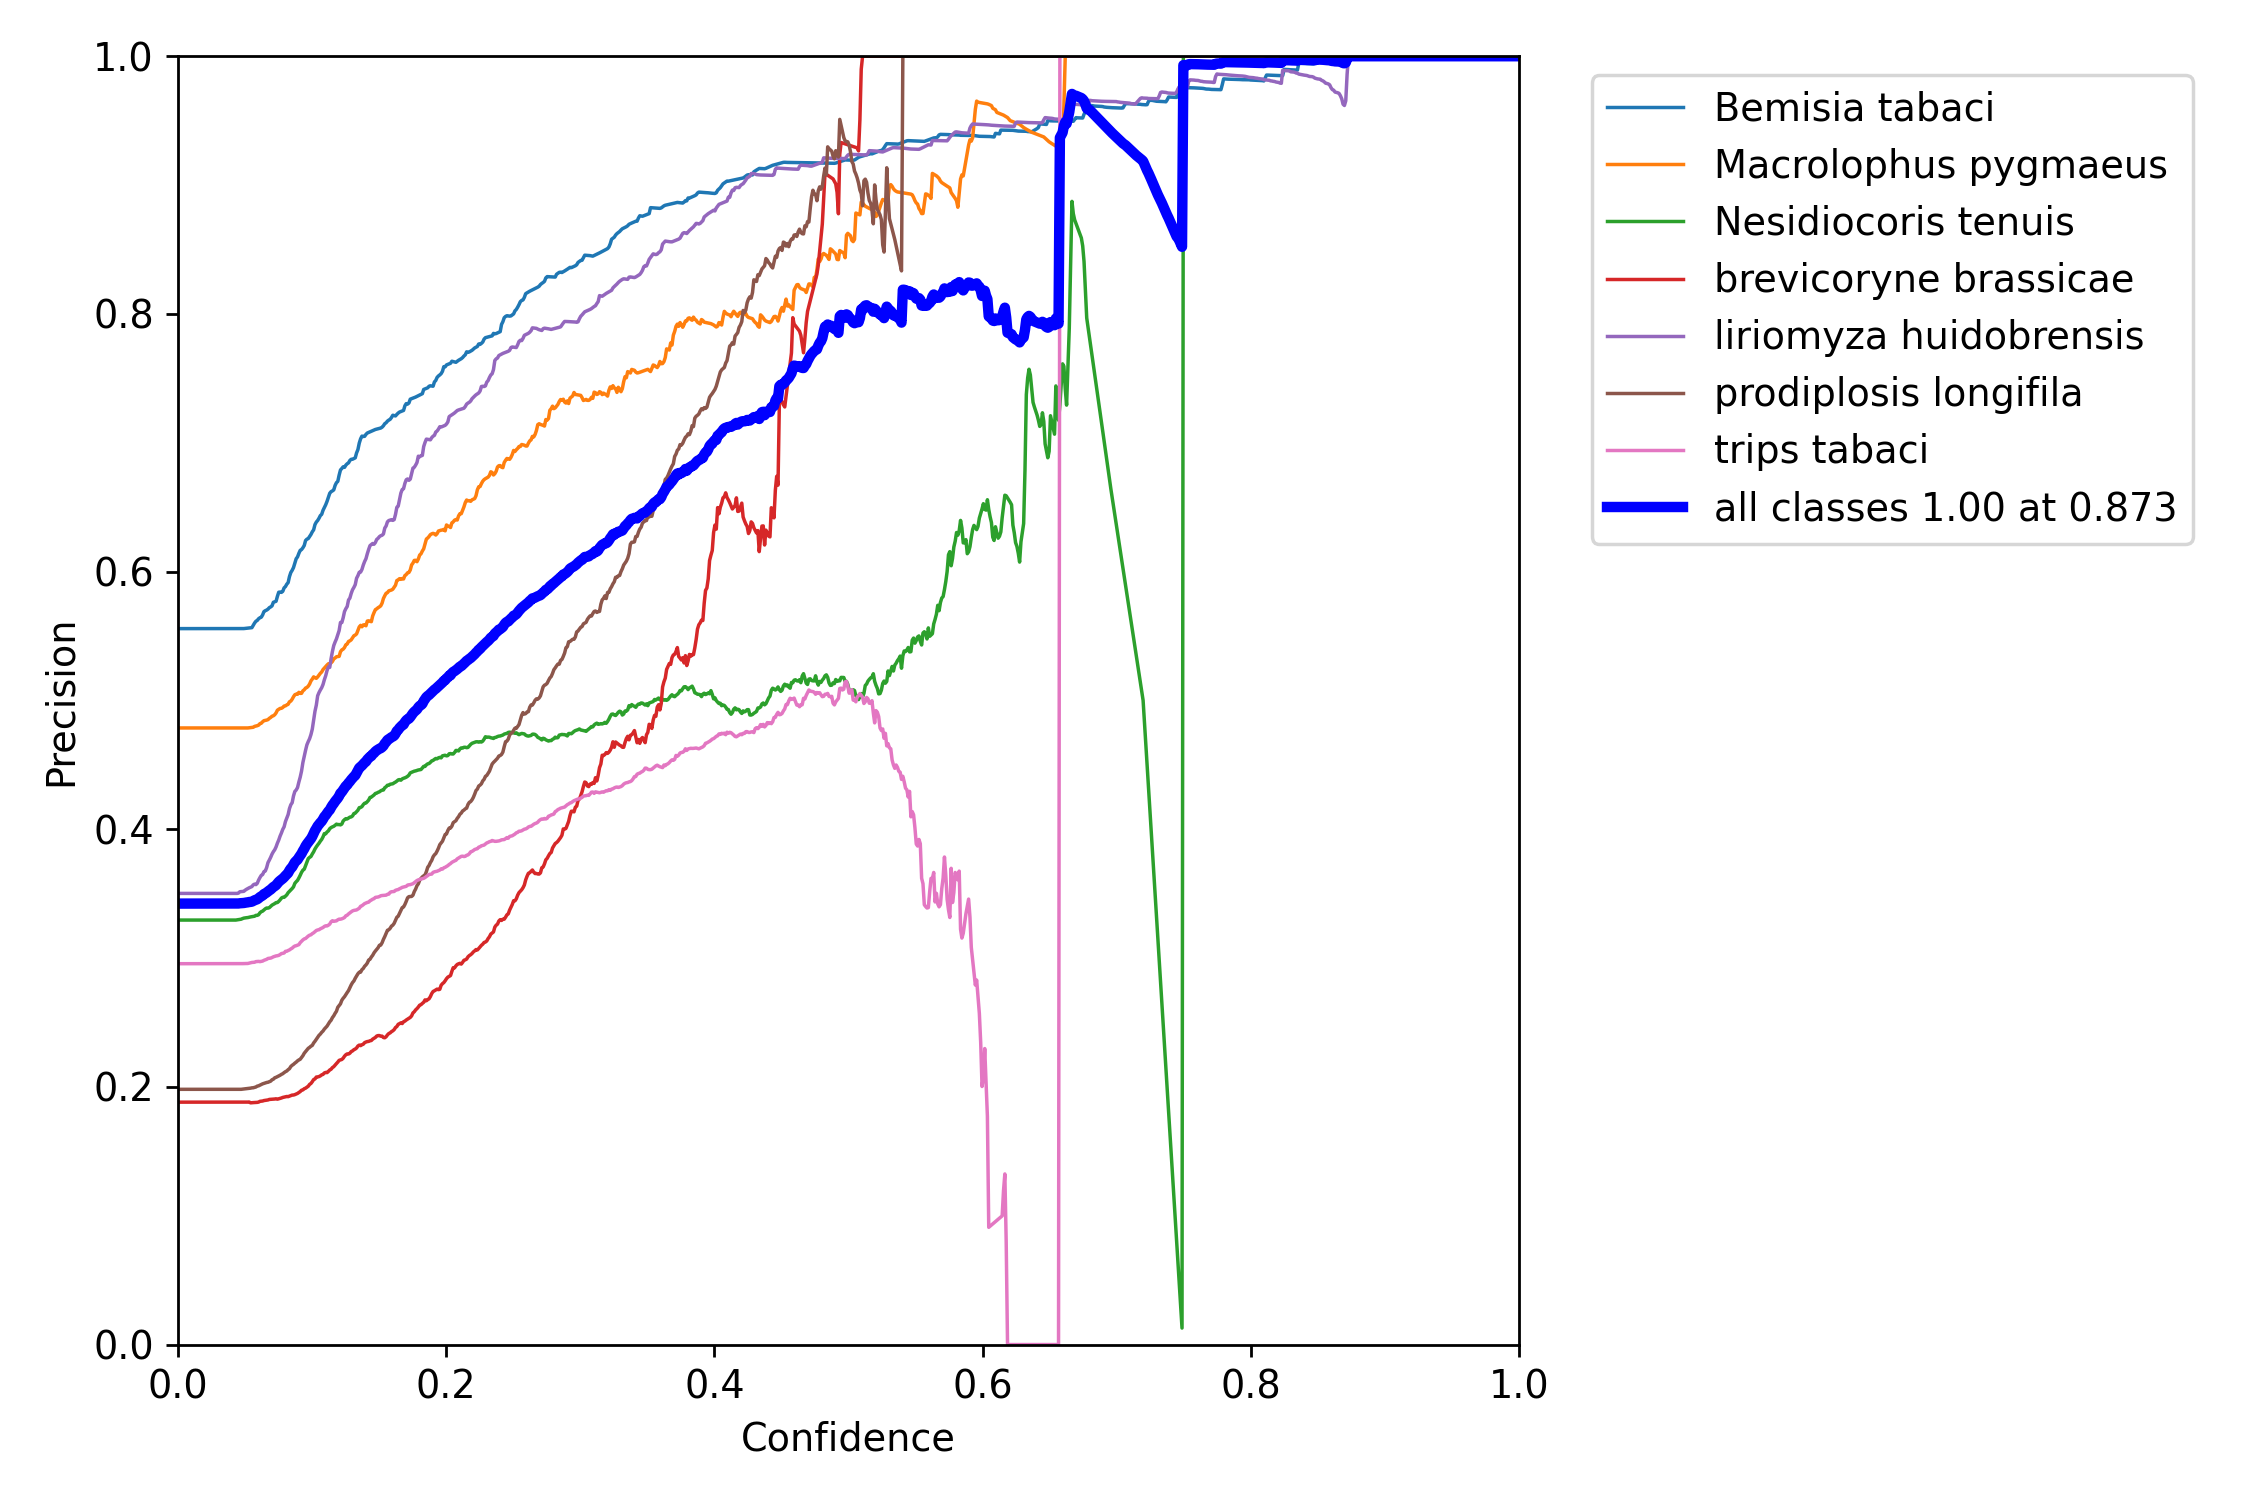 1.0
0.8
0.6
0.4
0.2
0.0
Precision
0.0 0.2 0.4 0.6 0.8 1.0
Confidence
Bemisia tabaci
Macrolophus pygmaeus
Nesidiocoris tenuis
brevicoryne brassicae
liriomyza huidobrensis
prodiplosis longifila
trips tabaci
all classes 1.00 at 0.873